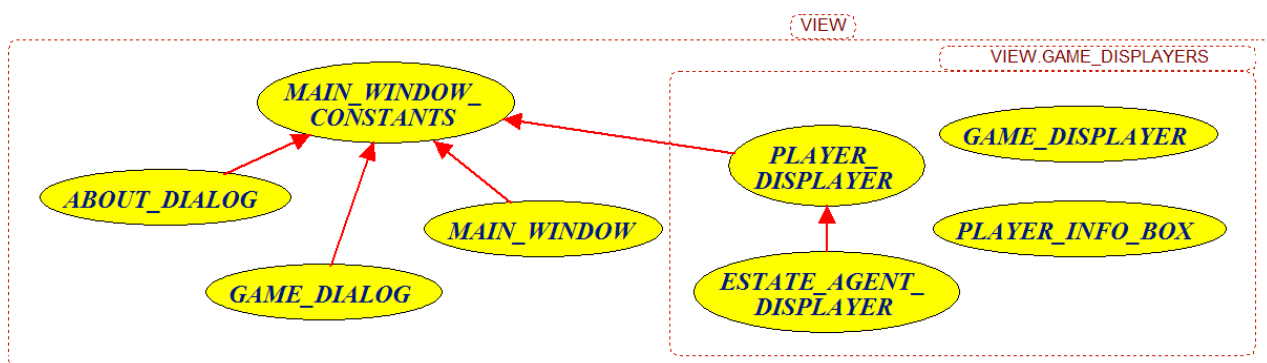 VIEW
VIEW.GAME_DISPLAYERS
MAIN_WINDOW_
CONSTANTS
GAME_DISPLAYER
PLAYER_
DISPLAYER
ABOUT_DIALOG
MAIN_WINDOW
PLAYER_INFO_BOX
GAME_DIALOG
ESTATE_AGENT_
DISPLAYER